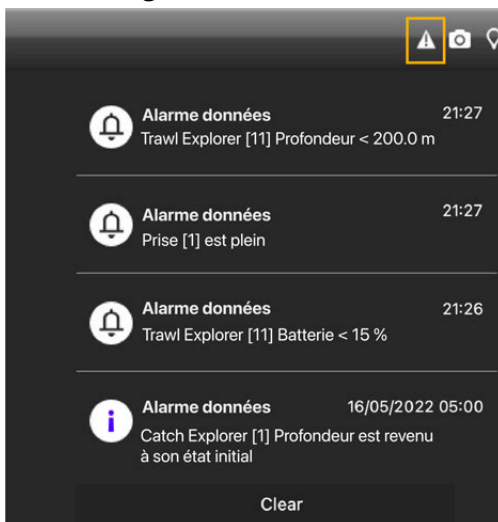 Alarme données 21:27
Trawl Explorer [11] Profondeur < 200.0 m
Alarme données 21:27
Prise [1] est plein
Alarme données 21:26
Trawl Explorer [11] Batterie < 15 %
Alarme données 16/05/2022 05:00
Catch Explorer [1] Profondeur est revenu
à son état initial
Clear